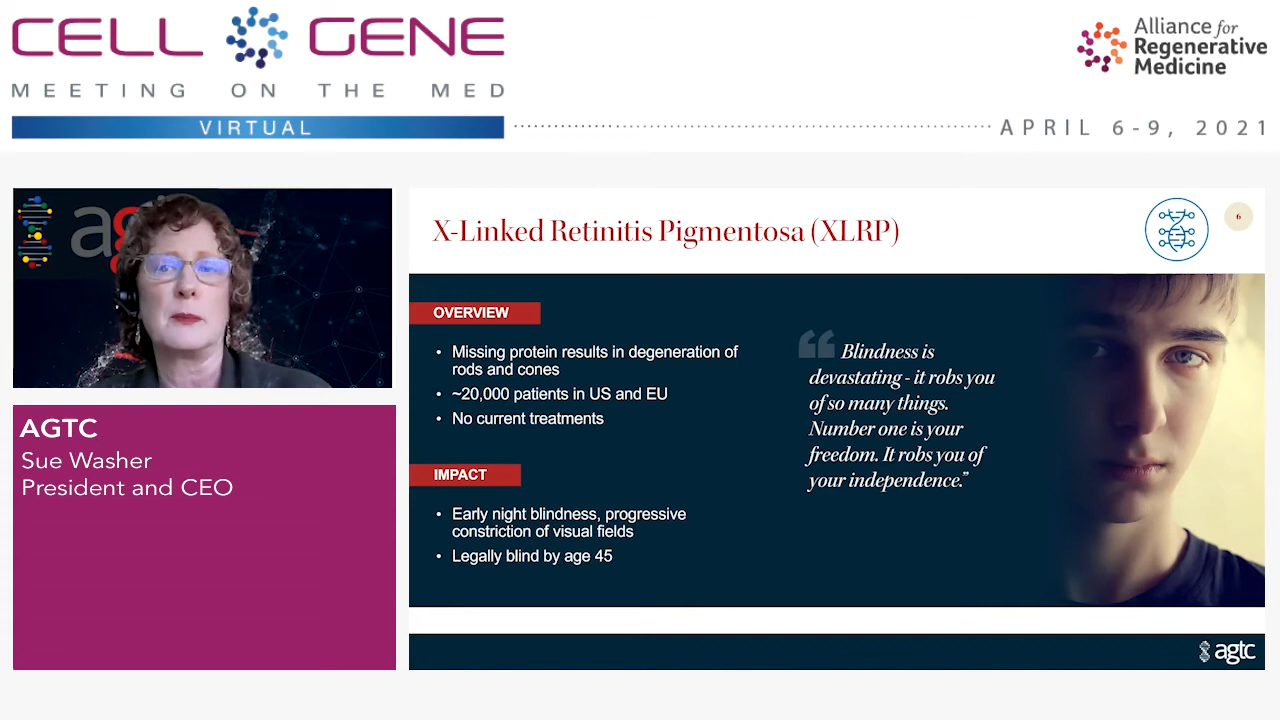 CELL GENE
MEETING ON THE MED
VIRTUAL
Alliance for
Regenerative
Medicine
APRIL 6-9, 2021
AGTC
Sue Washer
President and CEO
X-Linked Retinitis Pigmentosa (XLRP)
6
OVERVIEW
• Missing protein results in degeneration of
rods and cones
• ~20,000 patients in US and EU
• No current treatments
IMPACT
• Early night blindness, progressive
constriction of visual fields
• Legally blind by age 45
“ Blindness is
devastating - it robs you
of so many things.
Number one is your
freedom. It robs you of
your independence.”
agtc